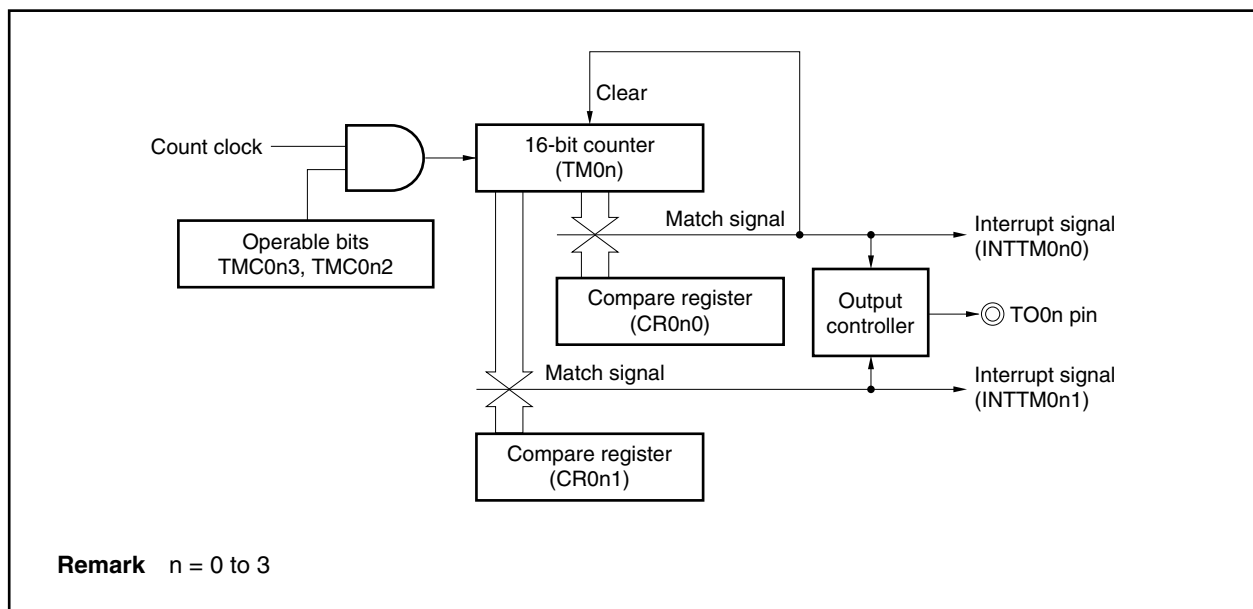 Clear
Count clock
16-bit counter
(TM0n)
Operable bits
TMC0n3, TMC0n2
Match signal
Interrupt signal
(INTTM0n0)
Compare register
(CR0n0)
Output
controller
TO0n pin
Match signal
Interrupt signal
(INTTM0n1)
Compare register
(CR0n1)
Remark n = 0 to 3